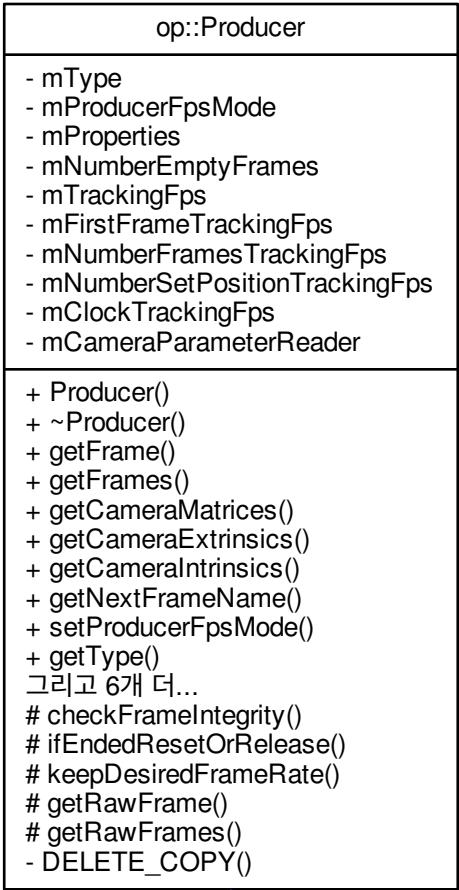 op::Producer
- mType
- mProducerFpsMode
- mProperties
- mNumberEmptyFrames
- mTrackingFps
- mFirstFrameTrackingFps
- mNumberFramesTrackingFps
- mNumberSetPositionTrackingFps
- mClockTrackingFps
- mCameraParameterReader
+ Producer()
+ ~Producer()
+ getFrame()
+ getFrames()
+ getCameraMatrices()
+ getCameraExtrinsics()
+ getCameraIntrinsics()
+ getNextFrameName()
+ setProducerFpsMode()
+ getType()
그리고 6개 더...
# checkFrameIntegrity()
# ifEndedResetOrRelease()
# keepDesiredFrameRate()
# getRawFrame()
# getRawFrames()
- DELETE_COPY()